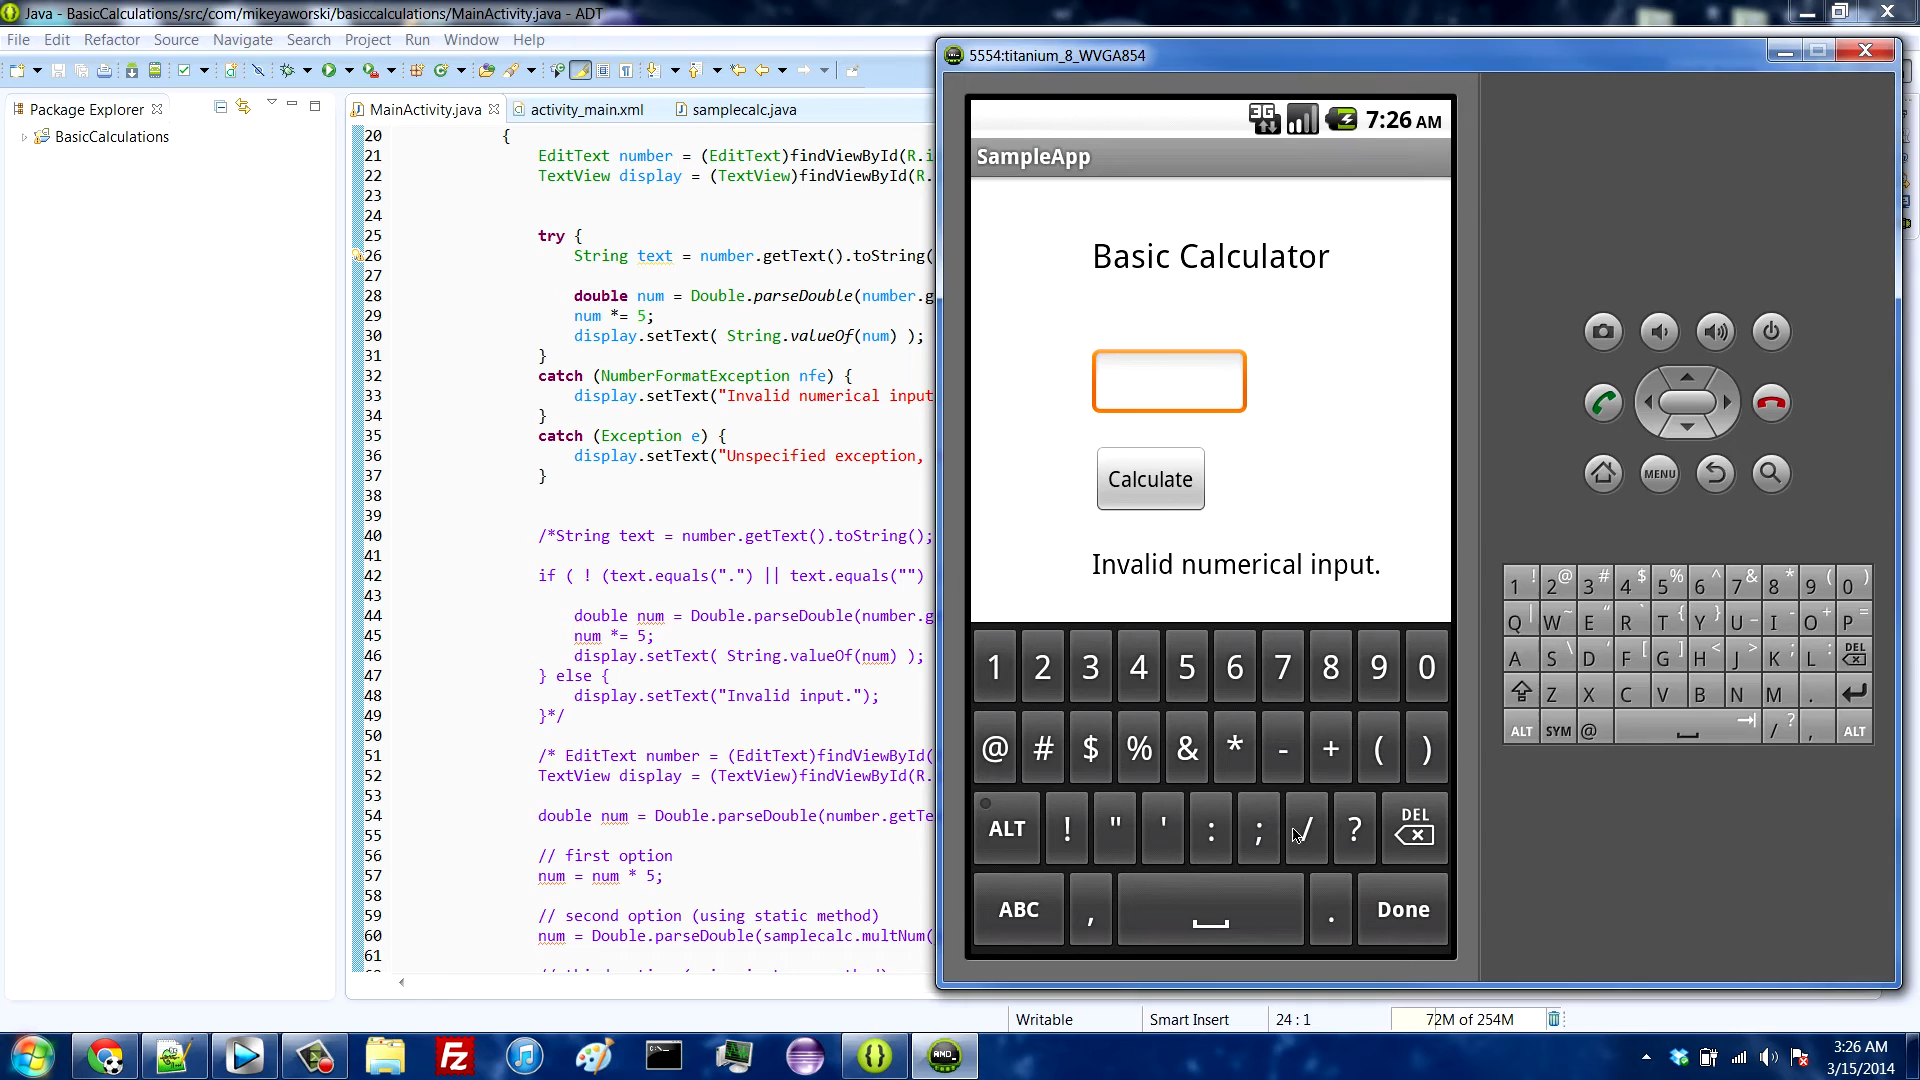 Java - BasicCalculations/src/com/mikeyaworski/basiccalculations/MainActivity.java - ADT
File Edit Refactor Source Navigate Search Project Run Window Help
Package Explorer
BasicCalculations
MainActivity.java activity_main.xml samplecalc.java
20 {
21 EditText number = (EditText)findViewById(R.i
22 TextView display = (TextView)findViewById(R.
23
24
25 try {
26 String text = number.getText().toString(
27
28 double num = Double.parseDouble(number.g
29 num *= 5;
30 display.setText( String.valueOf(num) );
31 }
32 catch (NumberFormatException nfe) {
33 display.setText("Invalid numerical input
34 }
35 catch (Exception e) {
36 display.setText("Unspecified exception,
37 }
38
39
40 /*String text = number.getText().toString();
41
42 if ( ! (text.equals(".") || text.equals("")
43
44 double num = Double.parseDouble(number.g
45 num *= 5;
46 display.setText( String.valueOf(num) );
47 } else {
48 display.setText("Invalid input.");
49 }*/
50
51 /* EditText number = (EditText)findViewById(
52 TextView display = (TextView)findViewById(R.
53
54 double num = Double.parseDouble(number.getTe
55
56 // first option
57 num = num * 5;
58
59 // second option (using static method)
60 num = Double.parseDouble(samplecalc.multNum(
61
5554:titanium_8_WVGA854
3G 7:26 AM
SampleApp
Basic Calculator
Calculate
Invalid numerical input.
1 2 3 4 5 6 7 8 9 0
@ # $ % & * - + ( )
ALT ! " ' : ; / ? DEL
ABC , . Done
MENU
1 ! 2 @ 3 # 4 $ 5 % 6 ^ 7 & 8 * 9 ( 0 )
Q | W ~ E " R ` T { Y } U _ I - O + P =
A S \ D ' F [ G ] H < J > K ; L : DEL
Z X C V B N M .
ALT SYM @ / ? , ALT
Writable Smart Insert 24 : 1 72M of 254M
3:26 AM
3/15/2014